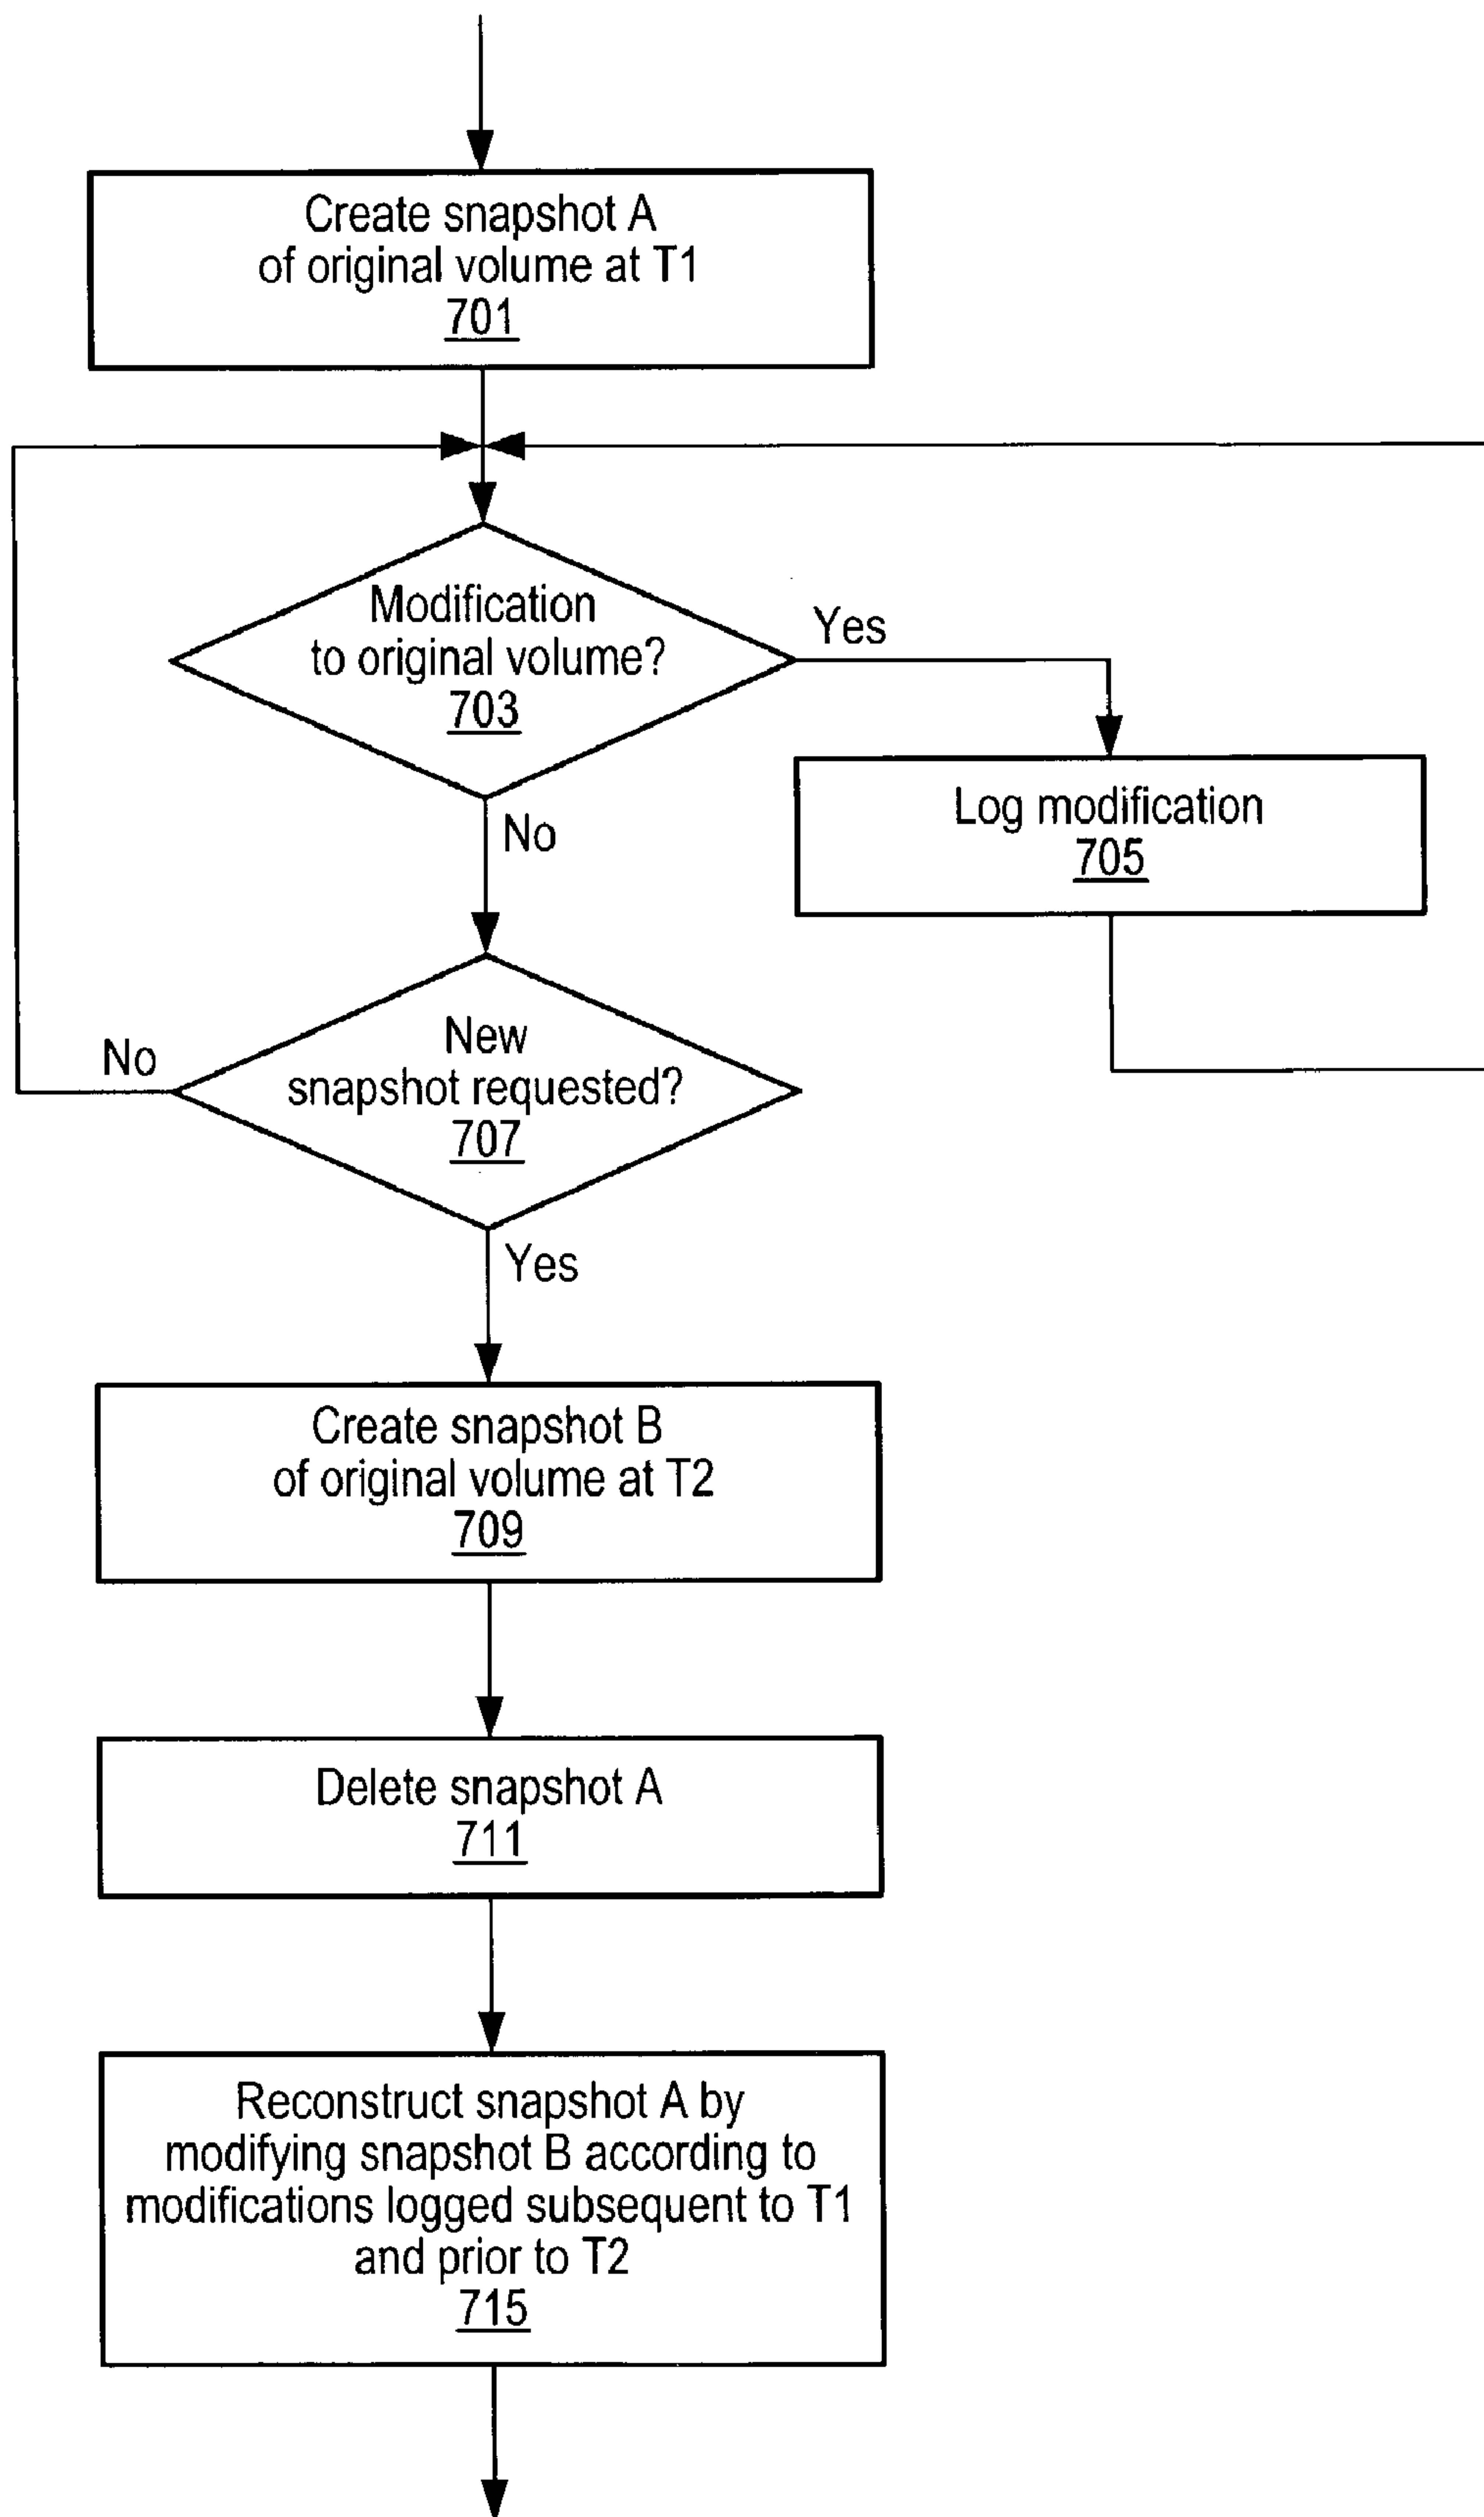 Create snapshot A
of original volume at T1
701
Modification
to original volume?
703
Yes
Log modification
705
No
New
snapshot requested?
707
No
Yes
Create snapshot B
of original volume at T2
709
Delete snapshot A
711
Reconstruct snapshot A by
modifying snapshot B according to
modifications logged subsequent to T1
and prior to T2
715